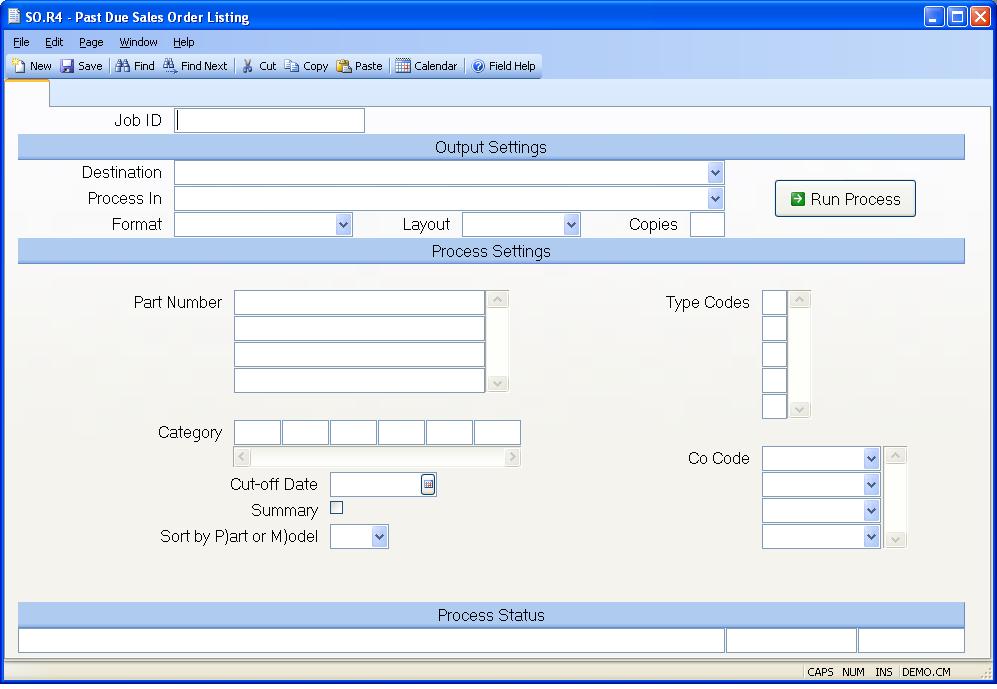 SO.R4 - Past Due Sales Order Listing
File Edit Page Window Help
New Save Find Find Next Cut Copy Paste Calendar Field Help
Job ID
Output Settings
Destination
Process In
Run Process
Format Layout Copies
Process Settings
Part Number Type Codes
Category
Co Code
Cut-off Date
Summary
Sort by P)art or M)odel
Process Status
CAPS NUM INS DEMO.CM